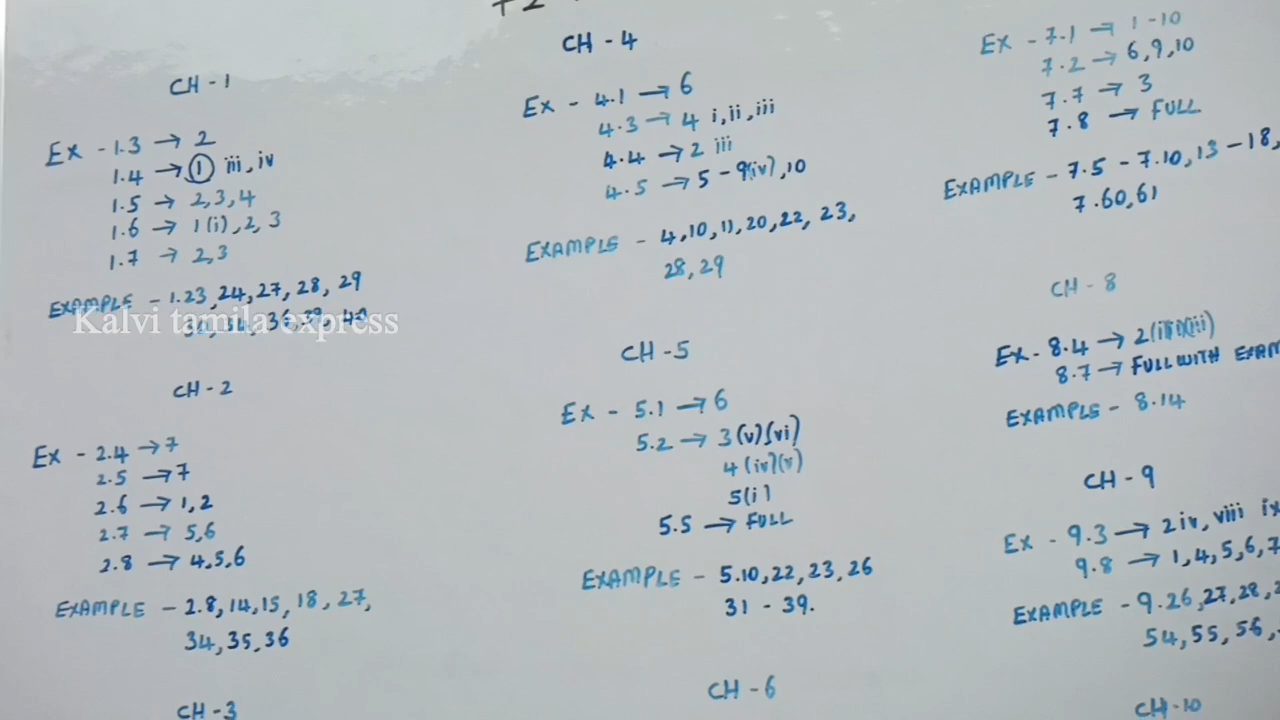 +2
CH - 1
Ex - 1.3 → 2
1.4 → 1 iii, iv
1.5 → 2,3,4
1.6 → 1(i), 2, 3
1.7 → 2,3
EXAMPLE - 1.23, 24, 27, 28, 29
36, 39, 40
Kalvi tamila express
CH - 2
Ex - 2.4 → 7
2.5 → 7
2.6 → 1,2
2.7 → 5,6
2.8 → 4,5,6
EXAMPLE - 2.8, 14, 15, 18, 27,
34, 35, 36
CH - 3
CH - 4
Ex - 4.1 → 6
4.3 → 4 i, ii, iii
4.4 → 2 iii
4.5 → 5 - 9(iv), 10
EXAMPLE - 4, 10, 11, 20, 22, 23,
28, 29
CH - 5
Ex - 5.1 → 6
5.2 → 3(v)(vi)
4(iv)(v)
5(i)
5.5 → FULL
EXAMPLE - 5.10, 22, 23, 26
31 - 39.
CH - 6
Ex - 7.1 → 1-10
7.2 → 6,9,10
7.7 → 3
7.8 → FULL
EXAMPLE - 7.5 - 7.10, 13 - 18,
7.60, 61
CH - 8
Ex - 8.4 → 2
8.7 → FULL WITH EXAM
EXAMPLE - 8.14
CH - 9
Ex - 9.3 → 2 iv, viii ix
9.8 → 1, 4, 5, 6, 7
EXAMPLE - 9.26, 27, 28,
54, 55, 56,
CH - 10